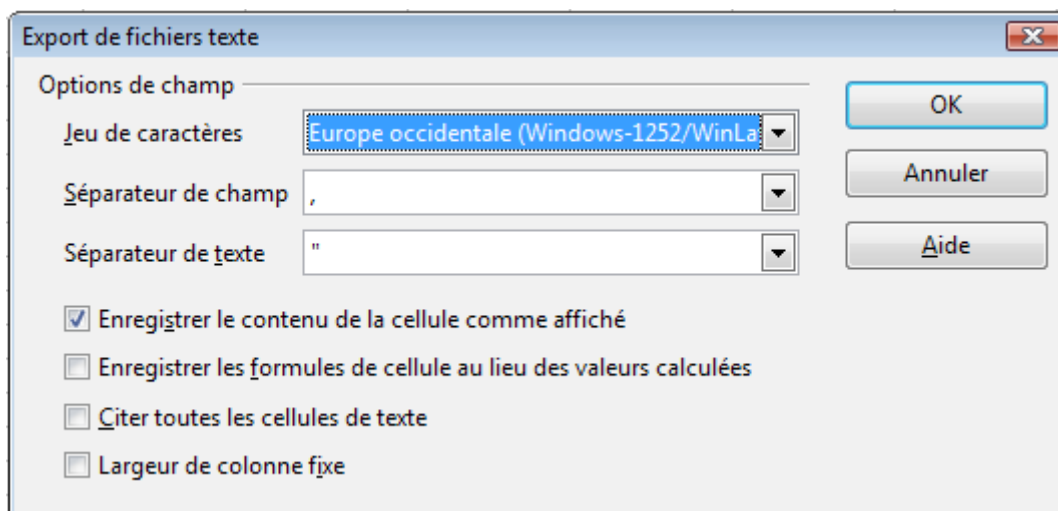 Export de fichiers texte
Options de champ
Jeu de caractères
Europe occidentale (Windows-1252/WinLa
Séparateur de champ
,
Séparateur de texte
"
Enregistrer le contenu de la cellule comme affiché
Enregistrer les formules de cellule au lieu des valeurs calculées
Citer toutes les cellules de texte
Largeur de colonne fixe
OK
Annuler
Aide